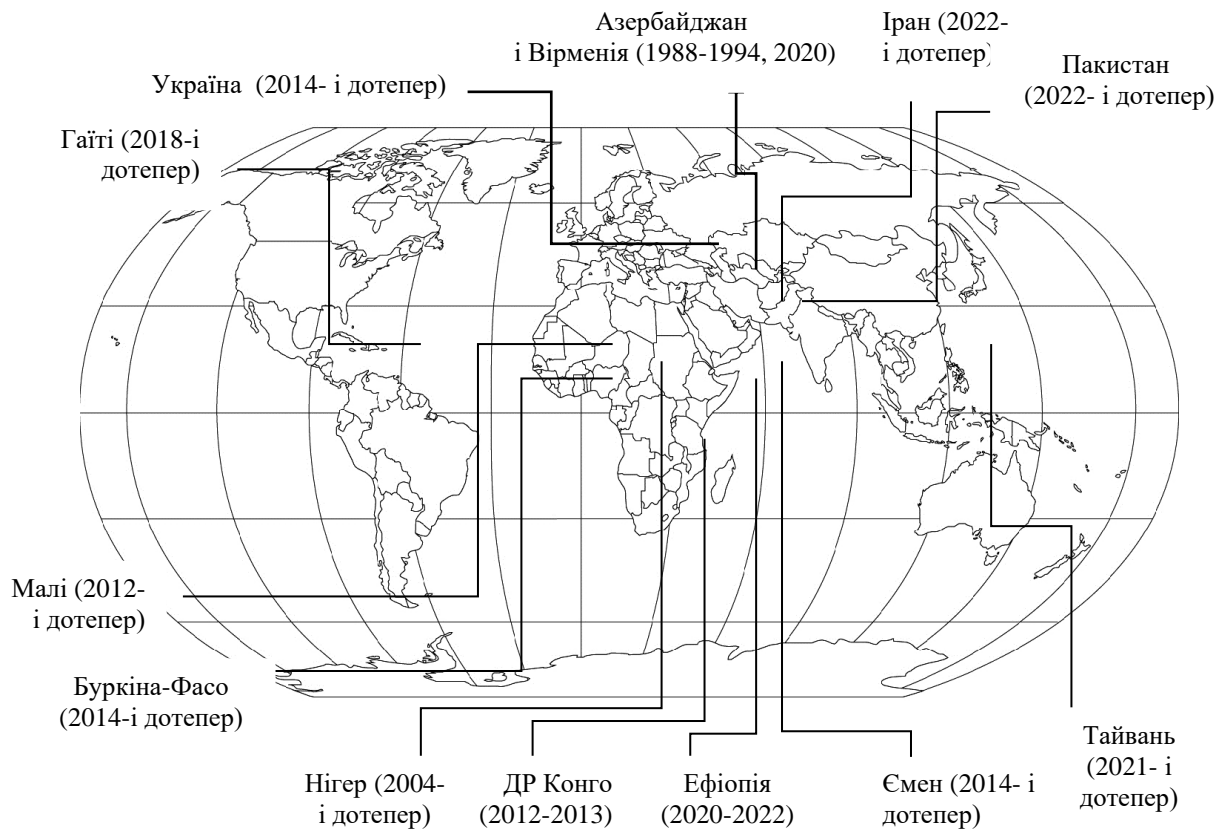 Азербайджан
і Вірменія (1988-1994, 2020)
Іран (2022-
і дотепер)
Пакистан
(2022- і дотепер)
Україна (2014- і дотепер)
Гаїті (2018-і
дотепер)
Малі (2012-
і дотепер)
Буркіна-Фасо
(2014-і дотепер)
Нігер (2004-
і дотепер)
ДР Конго
(2012-2013)
Ефіопія
(2020-2022)
Ємен (2014- і
дотепер)
Тайвань
(2021- і
дотепер)